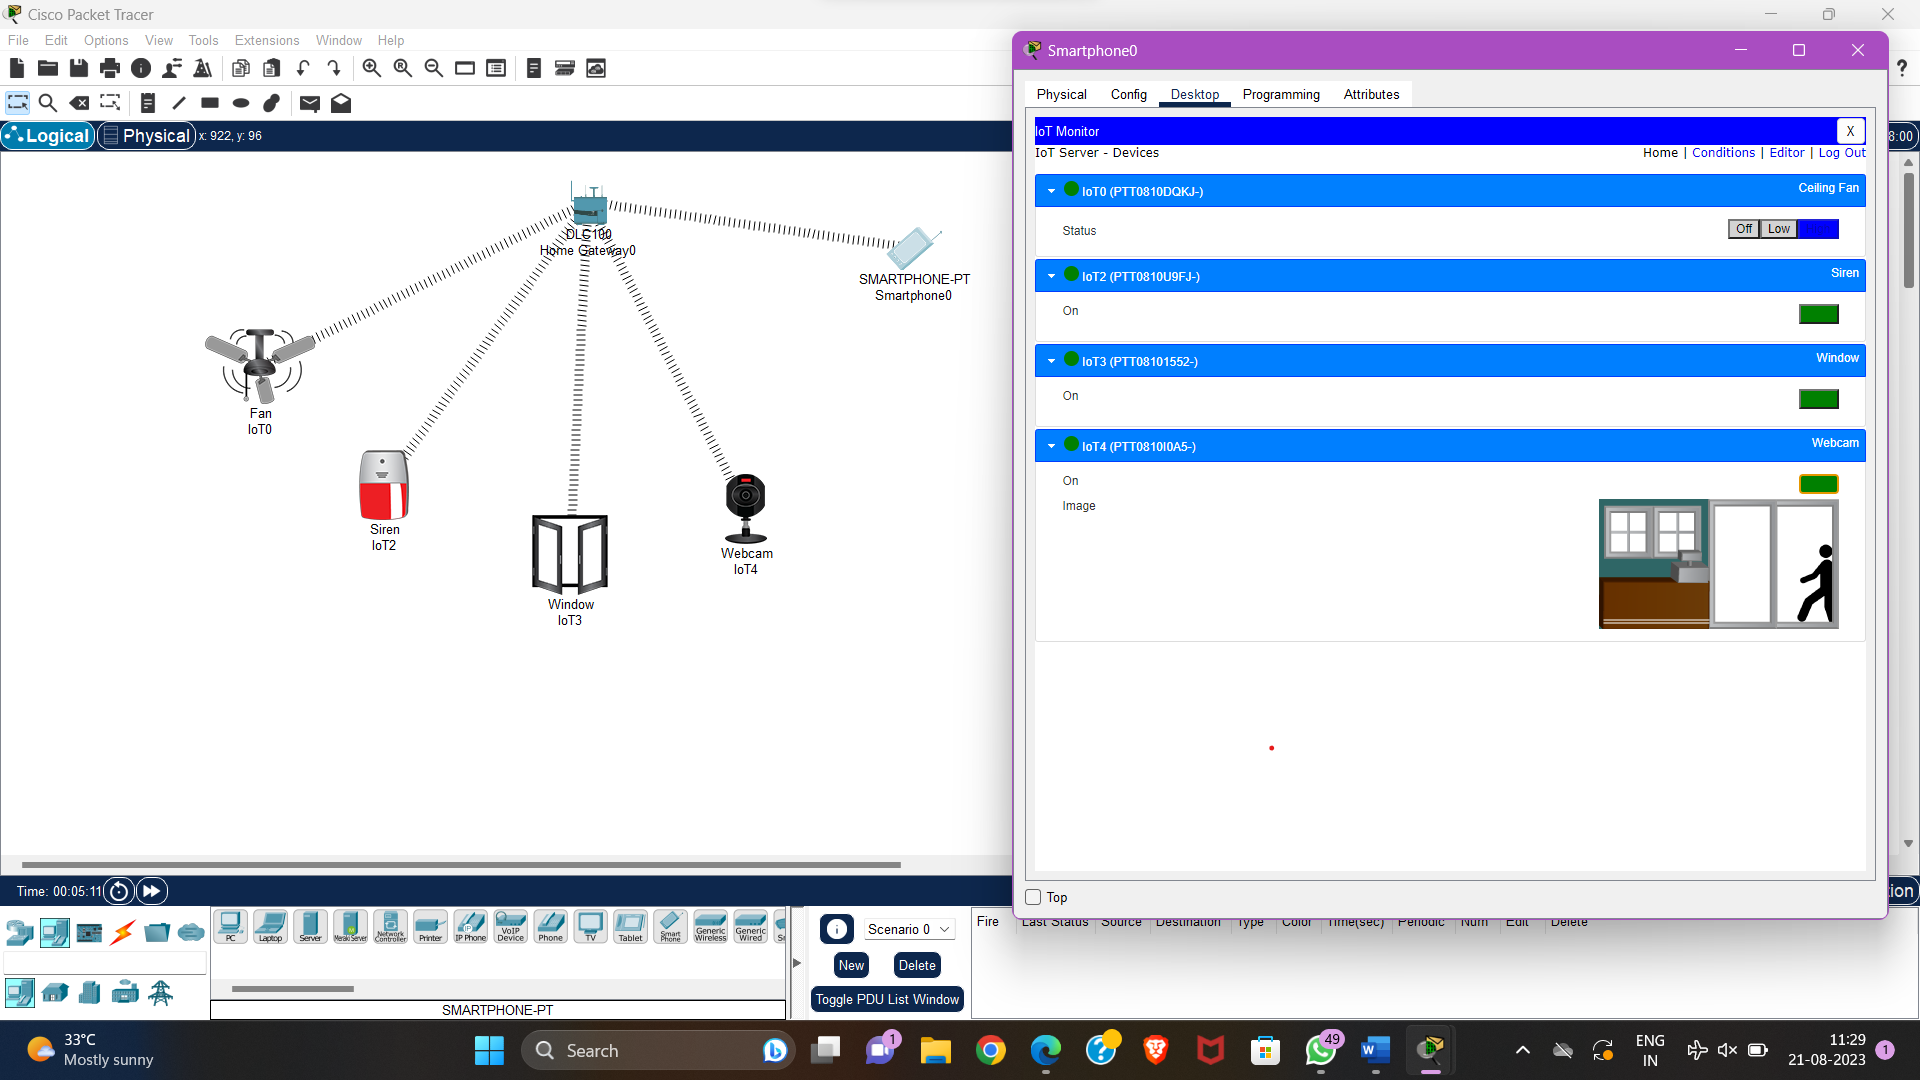 Cisco Packet Tracer
File Edit Options View Tools Extensions Window Help
Logical Physical x: 922, y: 96
DLC100
Home Gateway0
SMARTPHONE-PT
Smartphone0
Fan
IoT0
Siren
IoT2
Window
IoT3
Webcam
IoT4
Smartphone0
Physical Config Desktop Programming Attributes
IoT Monitor X
IoT Server - Devices Home | Conditions | Editor | Log Out
IoT0 (PTT0810DQKJ-) Ceiling Fan
Status Off Low
IoT2 (PTT0810U9FJ-) Siren
On
IoT3 (PTT08101552-) Window
On
IoT4 (PTT0810I0A5-) Webcam
On
Image
Top
8:00
Time: 00:05:11
ion
PC Laptop Server Meraki Server Network Controller Printer IP Phone VoIP Device Phone TV Tablet Smart Phone Generic Wireless Generic Wired
SMARTPHONE-PT
Scenario 0
New Delete
Toggle PDU List Window
Fire Last Status Source Destination Type Color Time(sec) Periodic Num Edit Delete
33°C
Mostly sunny
Search
1
49
ENG
IN
11:29
21-08-2023
1